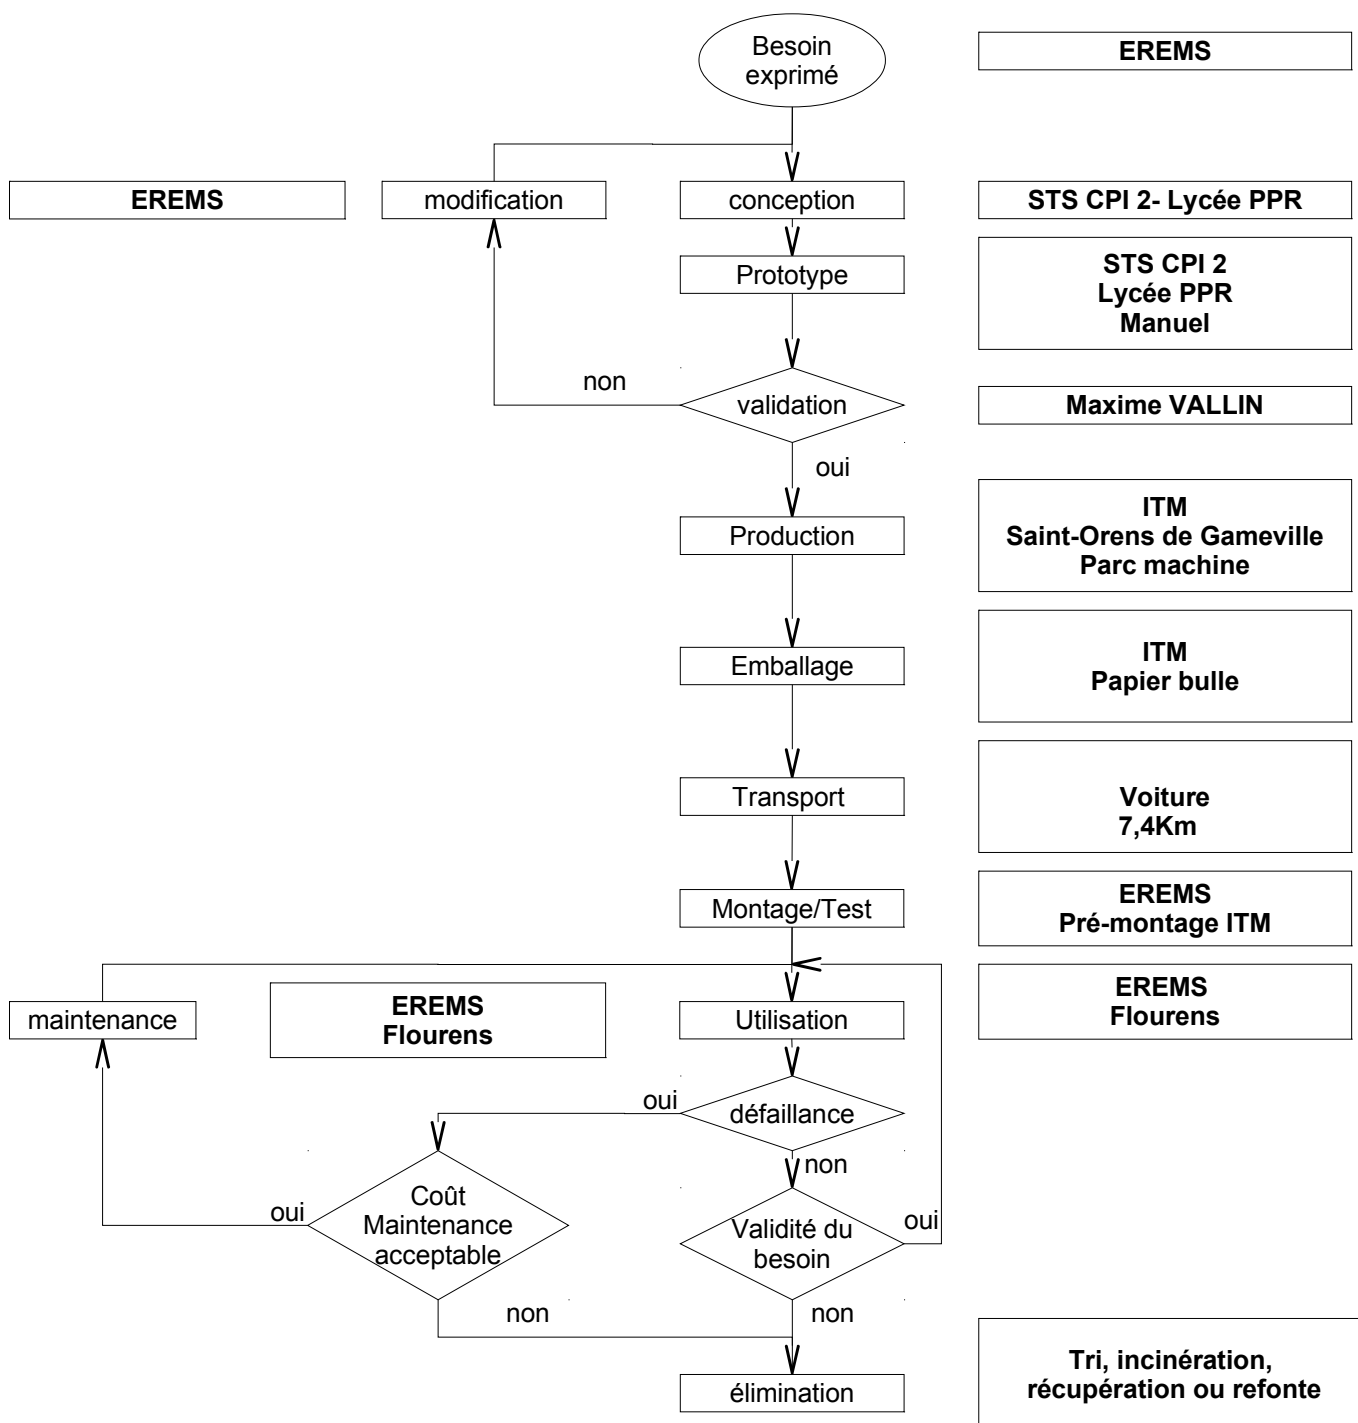 Besoin
exprimé
EREMS
EREMS
modification
conception
STS CPI 2- Lycée PPR
Prototype
STS CPI 2
Lycée PPR
Manuel
non
validation
Maxime VALLIN
oui
Production
ITM
Saint-Orens de Gameville
Parc machine
Emballage
ITM
Papier bulle
Transport
Voiture
7,4Km
Montage/Test
EREMS
Pré-montage ITM
maintenance
EREMS
Flourens
Utilisation
EREMS
Flourens
oui
défaillance
non
oui
Coût
Maintenance
acceptable
Validité du
besoin
oui
non
non
élimination
Tri, incinération,
récupération ou refonte